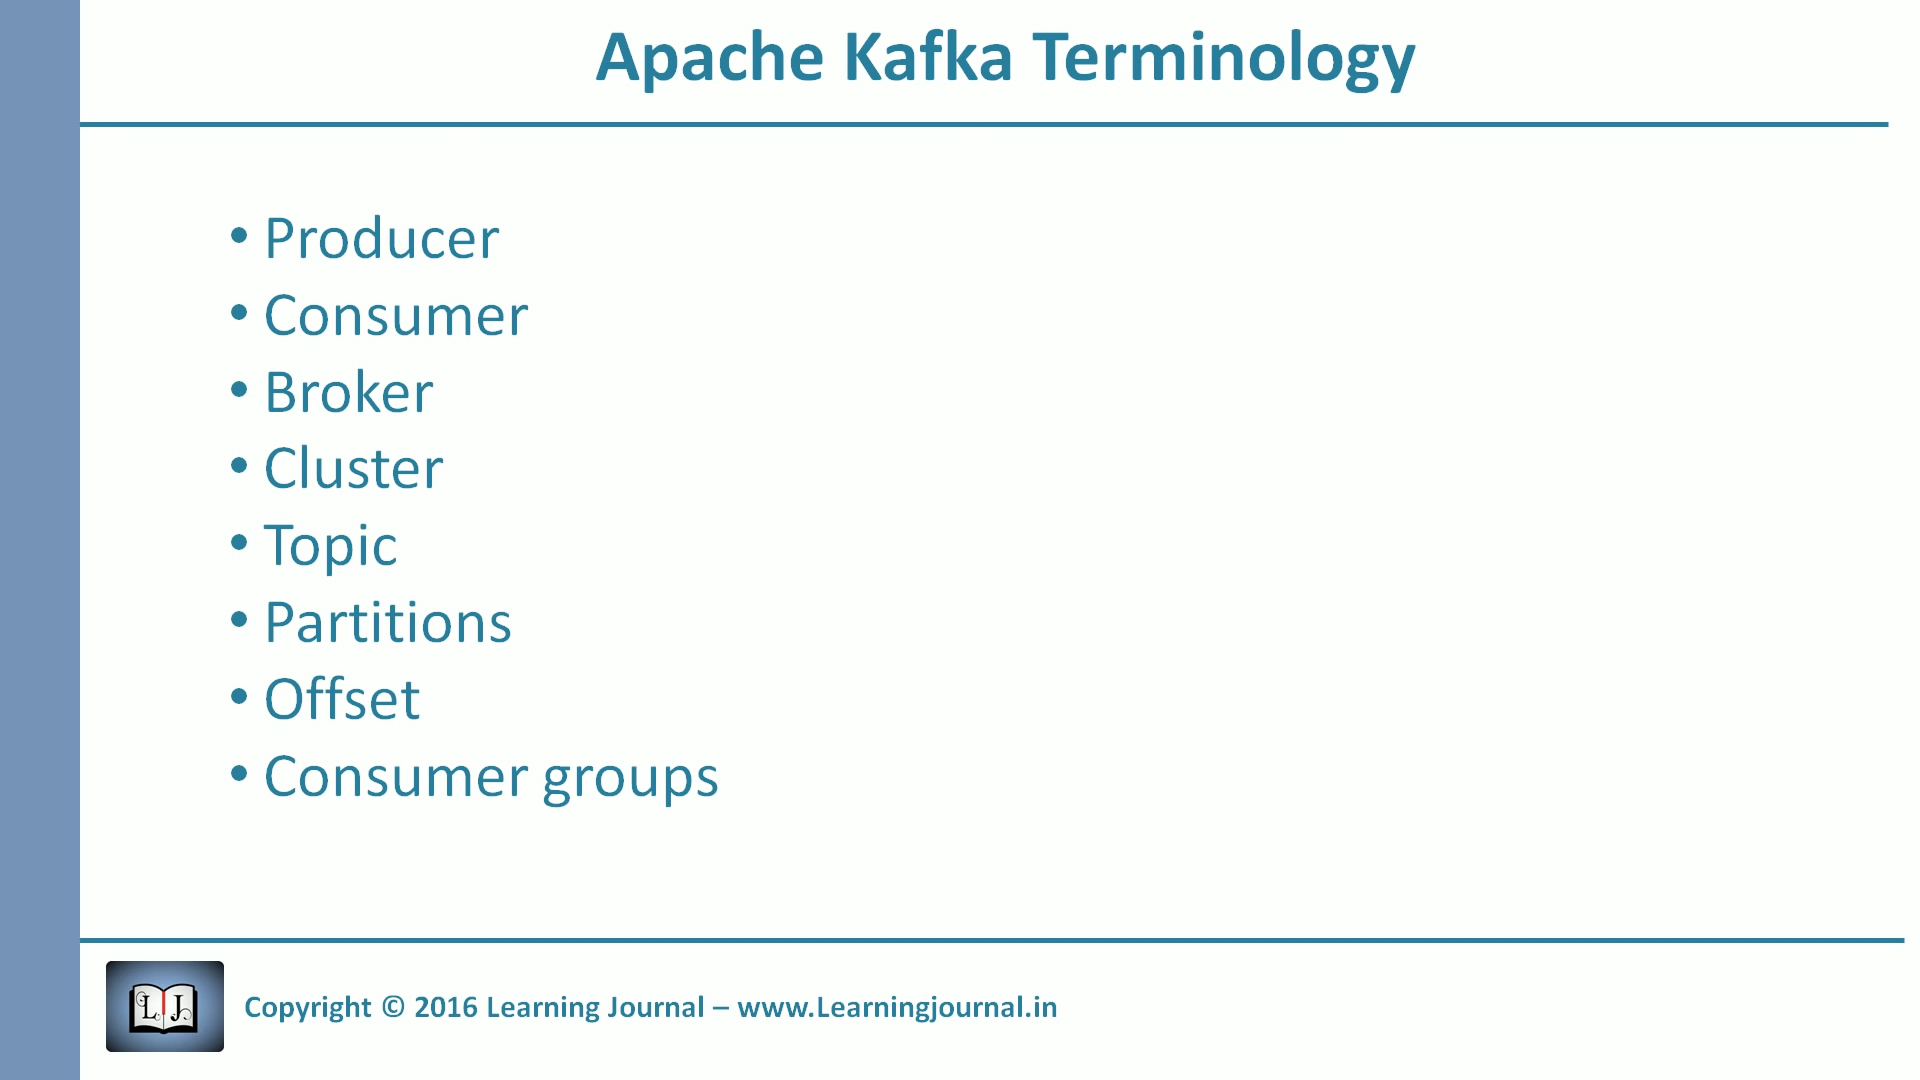 Apache Kafka Terminology
• Producer
• Consumer
• Broker
• Cluster
• Topic
• Partitions
• Offset
• Consumer groups
L J
Copyright © 2016 Learning Journal – www.Learningjournal.in